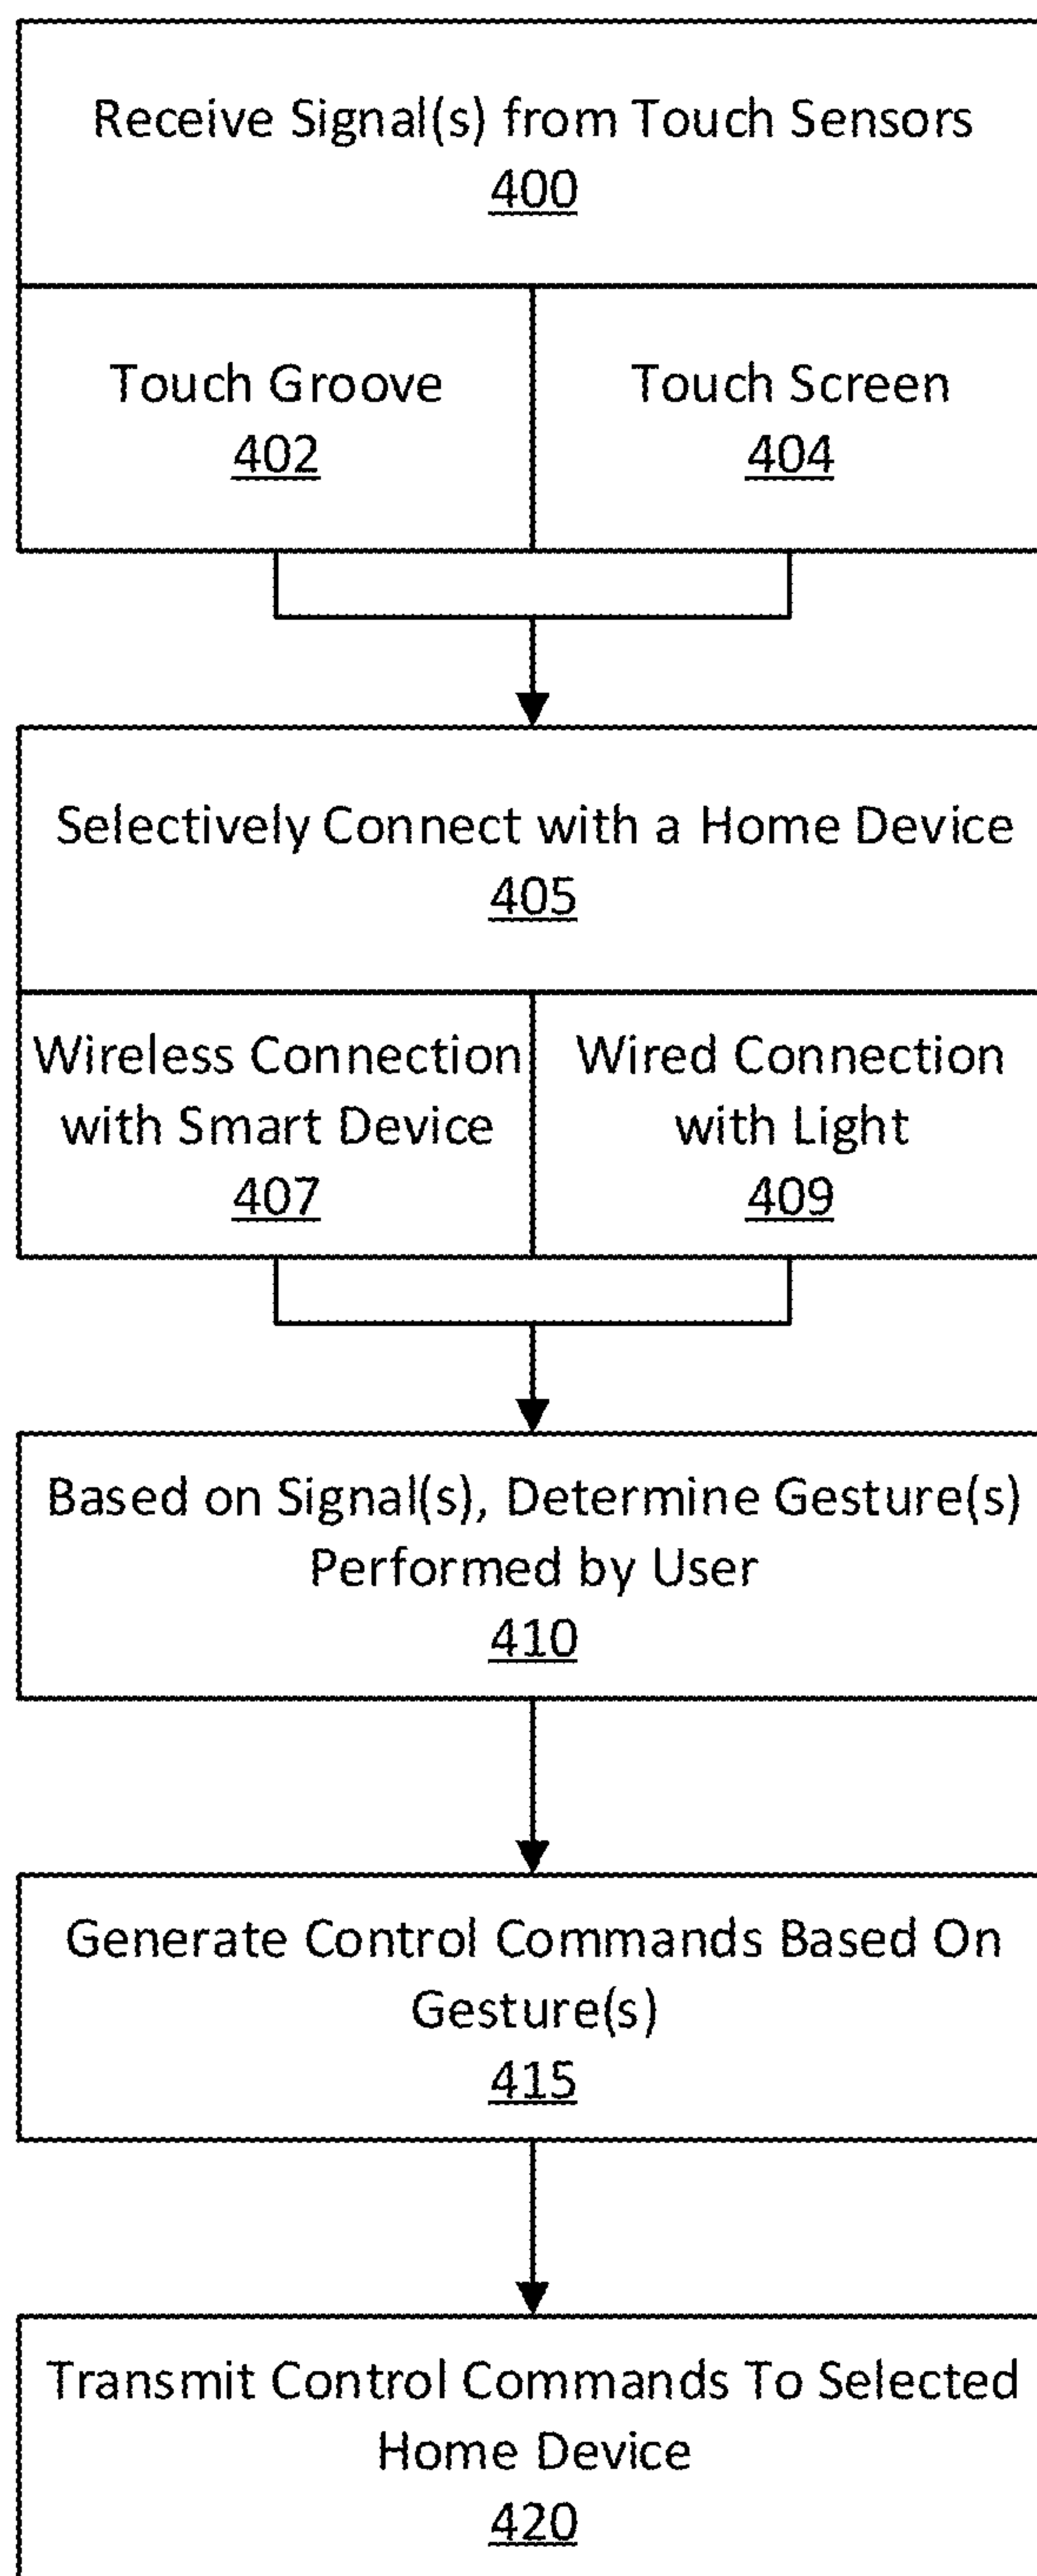 Receive Signal(s) from Touch Sensors
400
Touch Groove
402
Touch Screen
404
Selectively Connect with a Home Device
405
Wireless Connection
with Smart Device
407
Wired Connection
with Light
409
Based on Signal(s), Determine Gesture(s)
Performed by User
410
Generate Control Commands Based On
Gesture(s)
415
Transmit Control Commands To Selected
Home Device
420